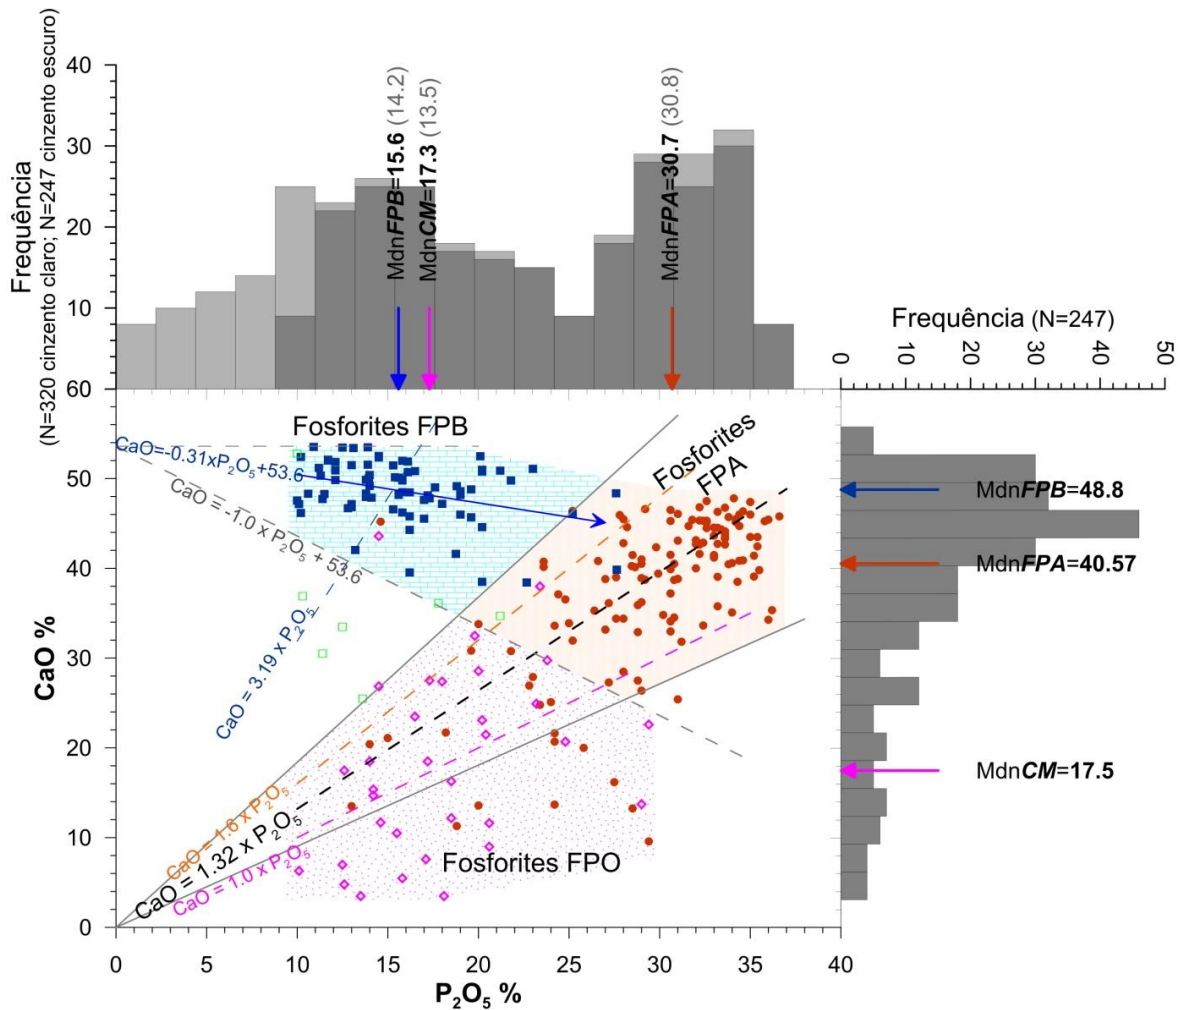 Frequência
(N=320 cinzento claro; N=247 cinzento escuro)
40
30
20
10
MdnFPB=15.6 (14.2)
MdnCM=17.3 (13.5)
MdnFPA=30.7 (30.8)
Frequência (N=247)
0
10
20
30
40
50
60
50
40
30
20
10
0
CaO %
Fosforites FPB
CaO=-0.31xP₂O₅+53.6
CaO = -1.0 x P₂O₅ + 53.6
CaO = 3.19 x P₂O₅
Fosforites
FPA
CaO = 1.6 x P₂O₅
CaO = 1.32 x P₂O₅
CaO = 1.0 x P₂O₅
Fosforites FPO
MdnFPB=48.8
MdnFPA=40.57
MdnCM=17.5
0
5
10
15
20
25
30
35
40
P₂O₅ %